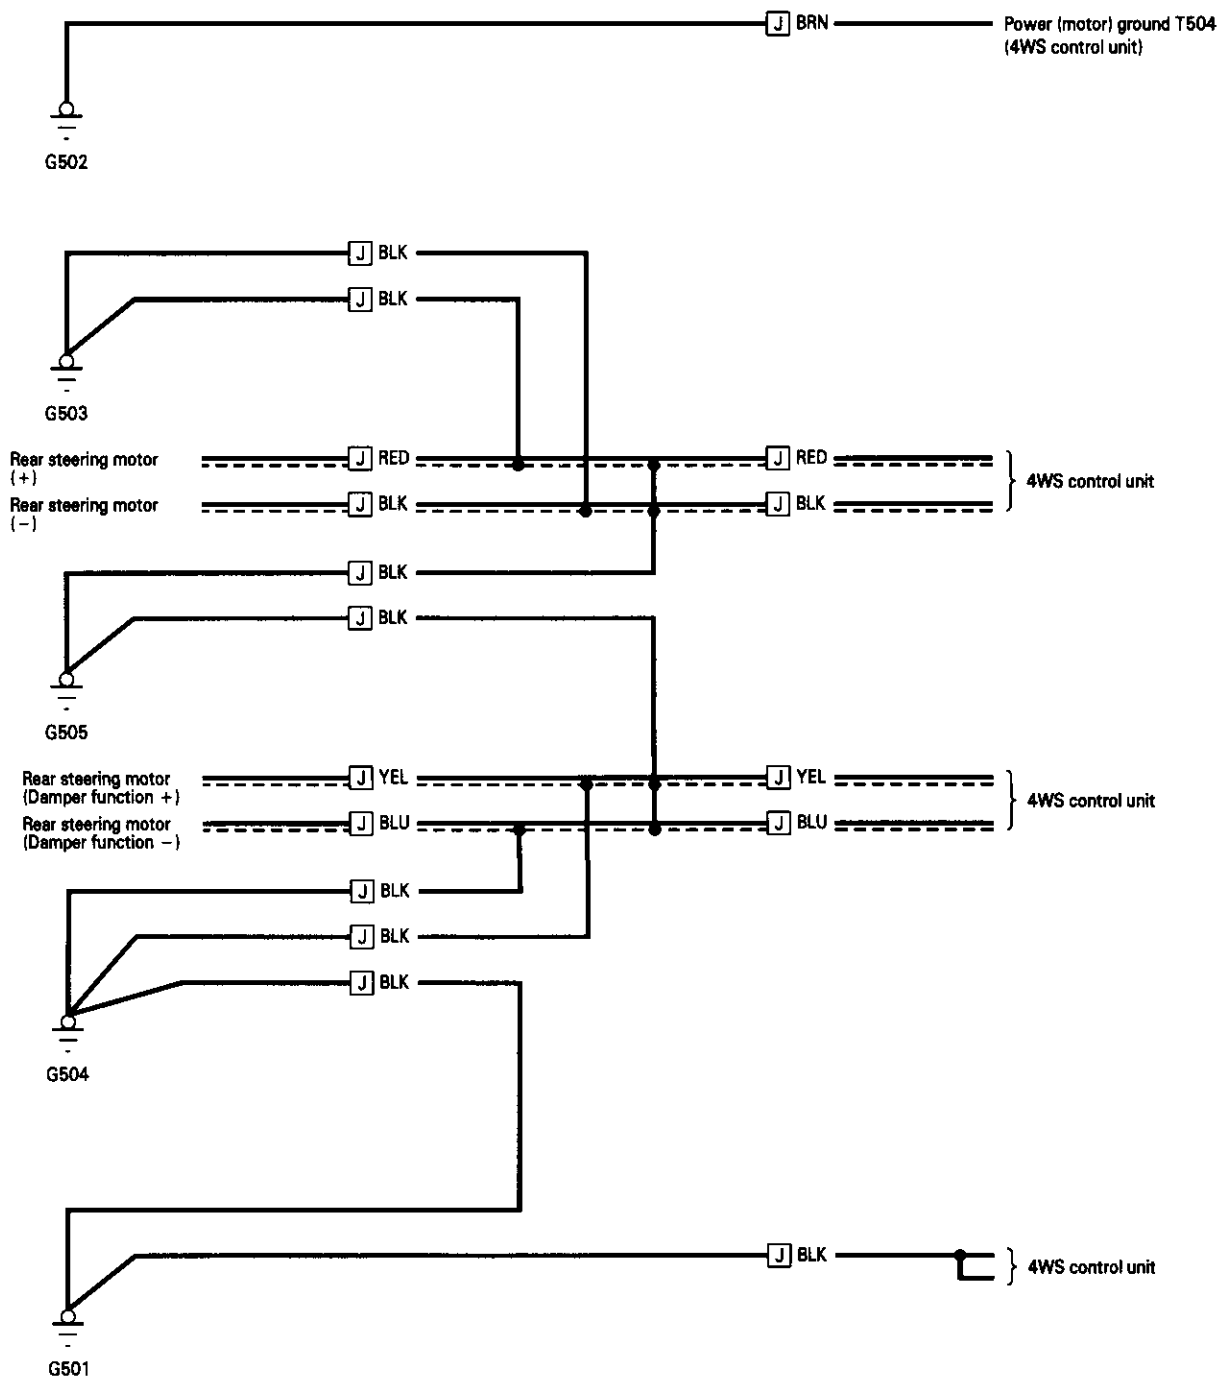 J BRN
Power (motor) ground T504
(4WS control unit)
G502
J BLK
J BLK
G503
Rear steering motor
(+)
J RED
J RED
Rear steering motor
(−)
J BLK
J BLK
4WS control unit
J BLK
J BLK
G505
Rear steering motor
(Damper function +)
J YEL
J YEL
Rear steering motor
(Damper function −)
J BLU
J BLU
4WS control unit
J BLK
J BLK
J BLK
G504
J BLK
4WS control unit
G501